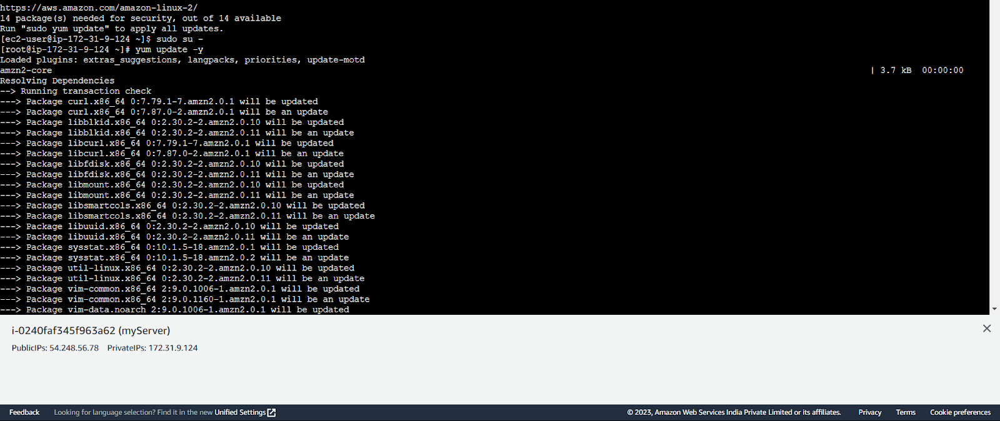 https://aws.amazon.com/amazon-linux-2/
14 package(s) needed for security, out of 14 available
Run "sudo yum update" to apply all updates.
[ec2-user@ip-172-31-9-124 ~]$ sudo su -
[root@ip-172-31-9-124 ~]# yum update -y
Loaded plugins: extras_suggestions, langpacks, priorities, update-motd
amzn2-core | 3.7 kB 00:00:00
Resolving Dependencies
--> Running transaction check
---> Package curl.x86_64 0:7.79.1-7.amzn2.0.1 will be updated
---> Package curl.x86_64 0:7.87.0-2.amzn2.0.1 will be an update
---> Package libblkid.x86_64 0:2.30.2-2.amzn2.0.10 will be updated
---> Package libblkid.x86_64 0:2.30.2-2.amzn2.0.11 will be an update
---> Package libcurl.x86_64 0:7.79.1-7.amzn2.0.1 will be updated
---> Package libcurl.x86_64 0:7.87.0-2.amzn2.0.1 will be an update
---> Package libfdisk.x86_64 0:2.30.2-2.amzn2.0.10 will be updated
---> Package libfdisk.x86_64 0:2.30.2-2.amzn2.0.11 will be an update
---> Package libmount.x86_64 0:2.30.2-2.amzn2.0.10 will be updated
---> Package libmount.x86_64 0:2.30.2-2.amzn2.0.11 will be an update
---> Package libsmartcols.x86_64 0:2.30.2-2.amzn2.0.10 will be updated
---> Package libsmartcols.x86_64 0:2.30.2-2.amzn2.0.11 will be an update
---> Package libuuid.x86_64 0:2.30.2-2.amzn2.0.10 will be updated
---> Package libuuid.x86_64 0:2.30.2-2.amzn2.0.11 will be an update
---> Package sysstat.x86_64 0:10.1.5-18.amzn2.0.1 will be updated
---> Package sysstat.x86_64 0:10.1.5-18.amzn2.0.2 will be an update
---> Package util-linux.x86_64 0:2.30.2-2.amzn2.0.10 will be updated
---> Package util-linux.x86_64 0:2.30.2-2.amzn2.0.11 will be an update
---> Package vim-common.x86_64 2:9.0.1006-1.amzn2.0.1 will be updated
---> Package vim-common.x86_64 2:9.0.1160-1.amzn2.0.1 will be an update
---> Package vim-data.noarch 2:9.0.1006-1.amzn2.0.1 will be updated
i-0240faf345f963a62 (myServer)
PublicIPs: 54.248.56.78 PrivateIPs: 172.31.9.124
Feedback Looking for language selection? Find it in the new Unified Settings © 2023, Amazon Web Services India Private Limited or its affiliates. Privacy Terms Cookie preferences